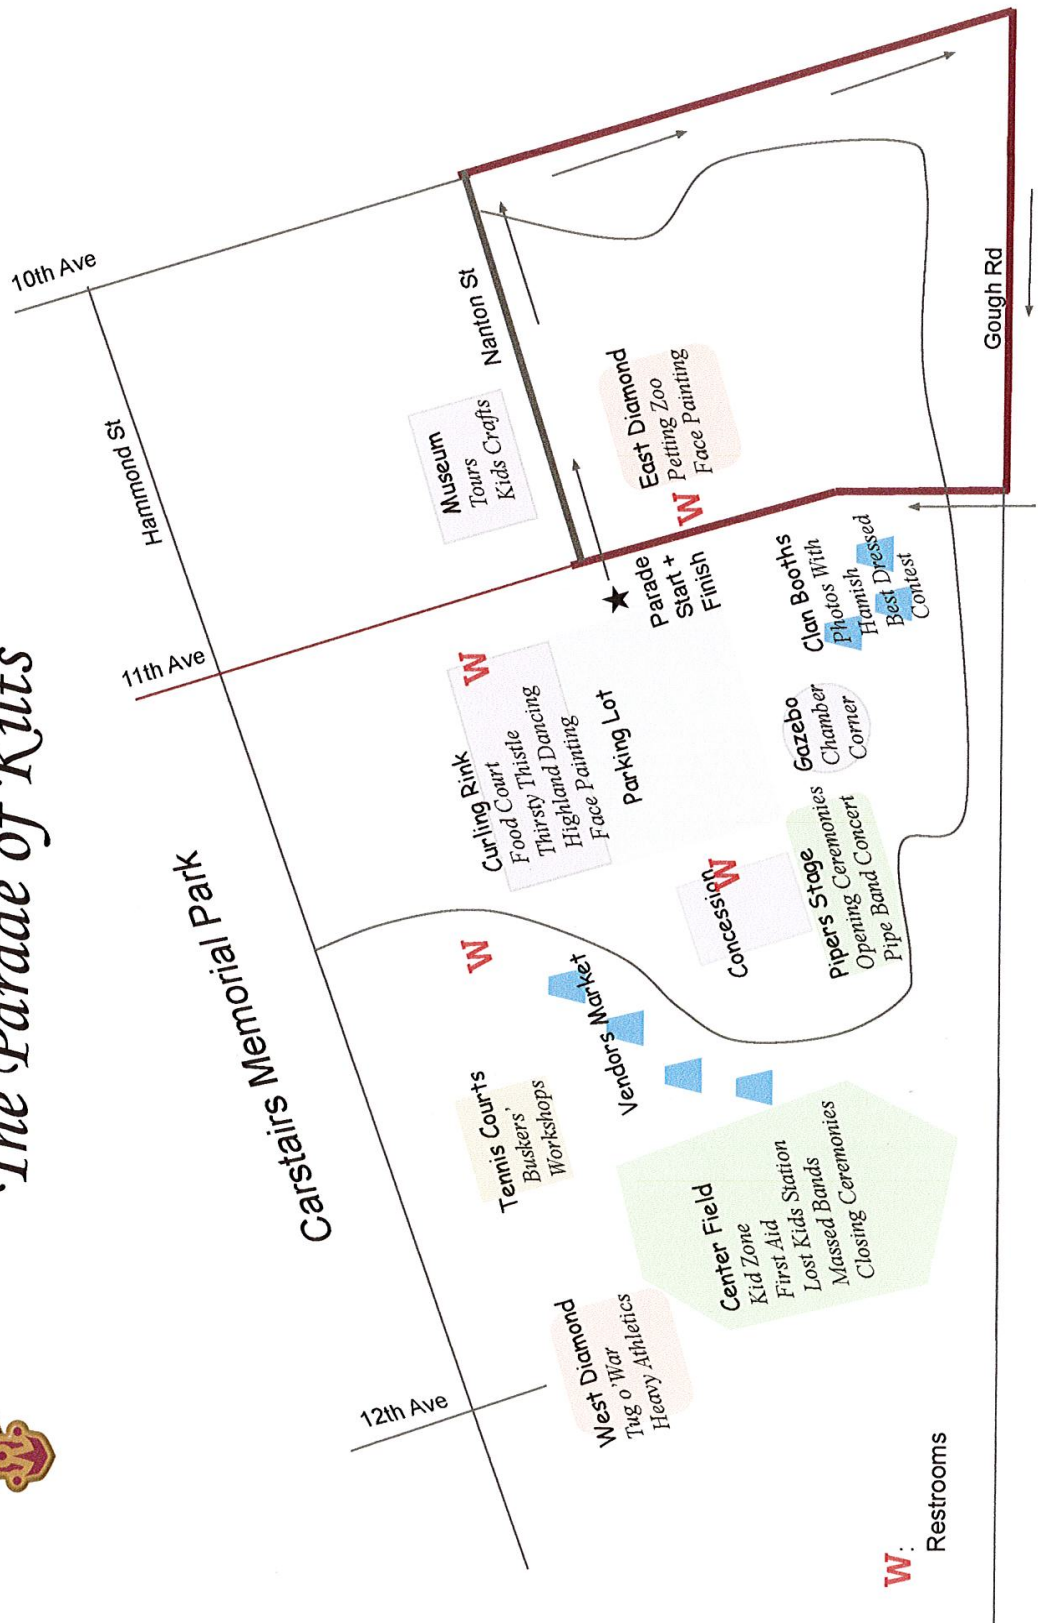 The Parade of Kilts
Carstairs Memorial Park
12th Ave
11th Ave
Hammond St
10th Ave
West Diamond
Tug o'War
Heavy Athletics
Tennis Courts
Buskers'
Workshops
W
Curling Rink
Food Court
Thirsty Thistle
Highland Dancing
Face Painting
W
Museum
Tours
Kids Crafts
Nanton St
Vendors Market
Parking Lot
Parade
Start +
Finish
W
East Diamond
Petting Zoo
Face Painting
Center Field
Kid Zone
First Aid
Lost Kids Station
Massed Bands
Closing Ceremonies
Concession
W
Pipers Stage
Opening Ceremonies
Pipe Band Concert
Gazebo
Chamber
Corner
Clan Booths
Photos With
Hamish
Best Dressed
Contest
Gough Rd
W:
Restrooms